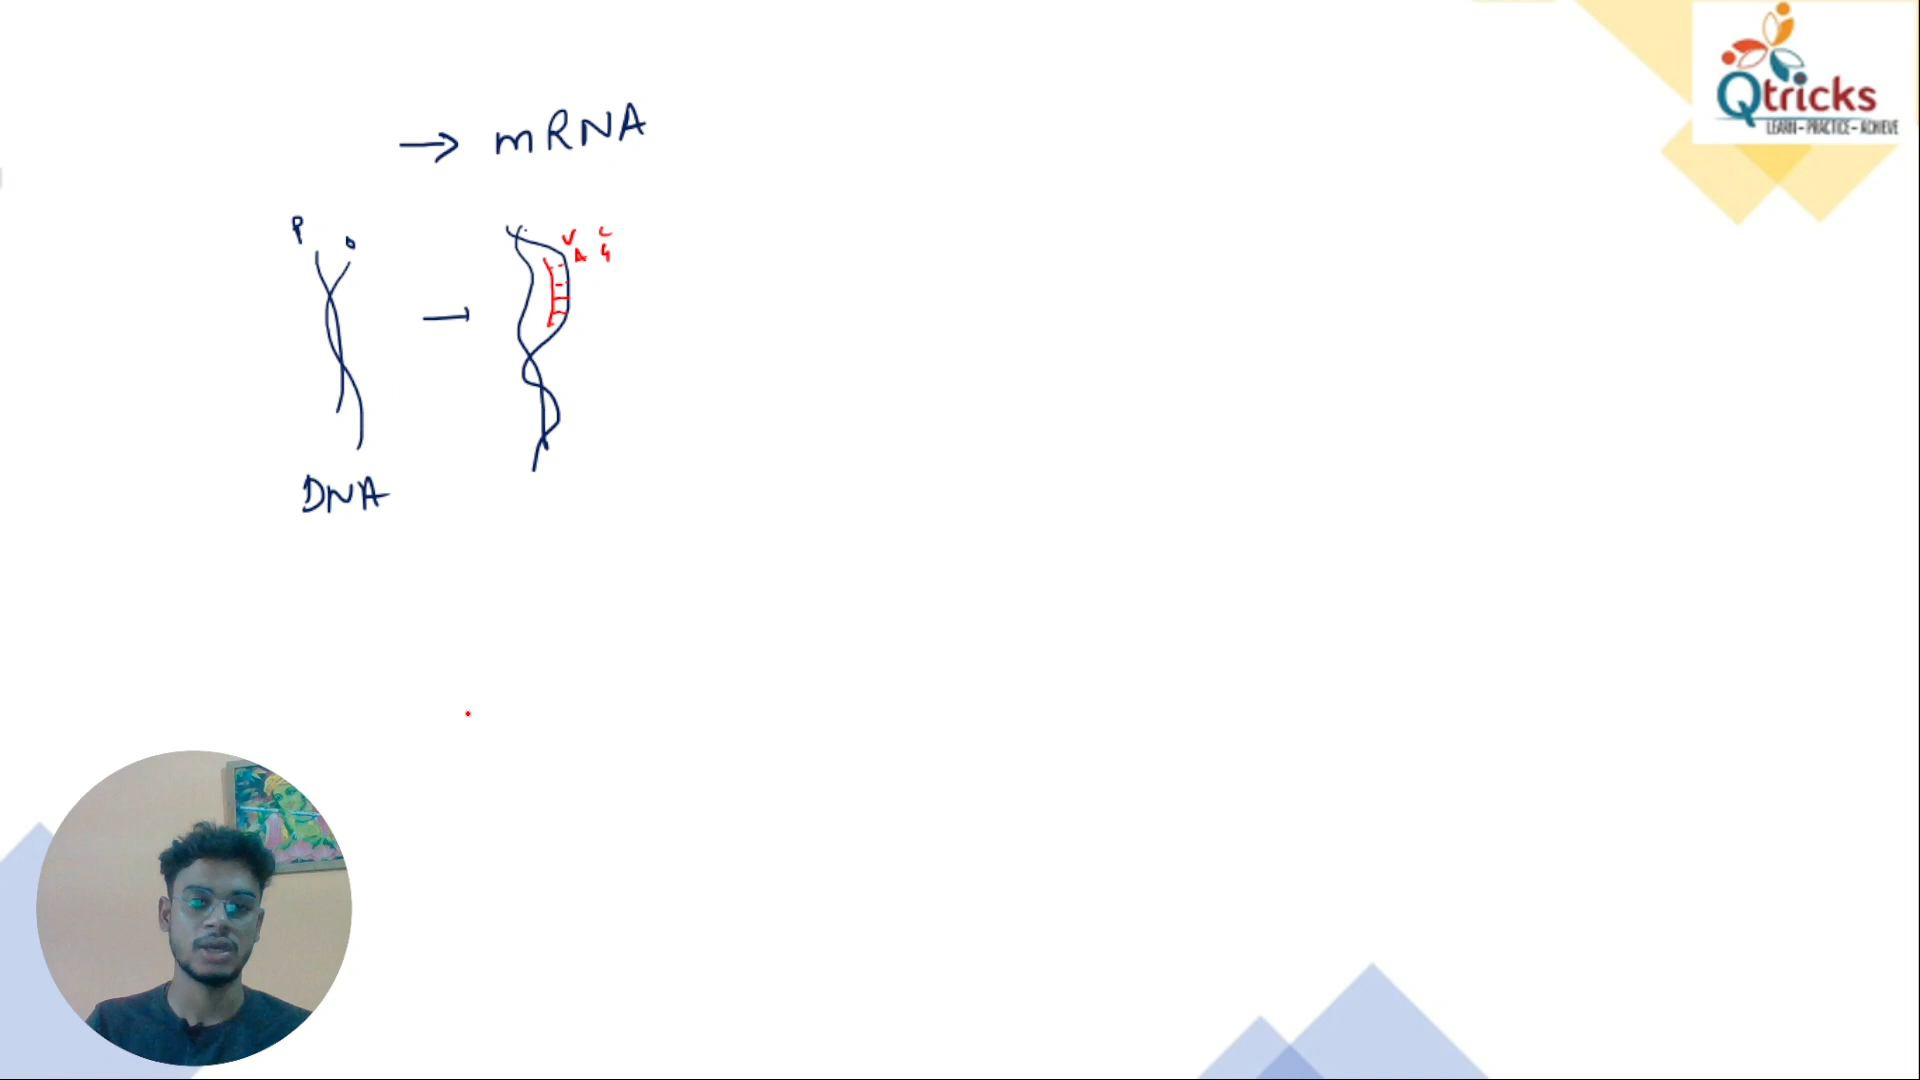 → mRNA
P
U C
A G
DNA
Qtricks
LEARN - PRACTICE - ACHIEVE